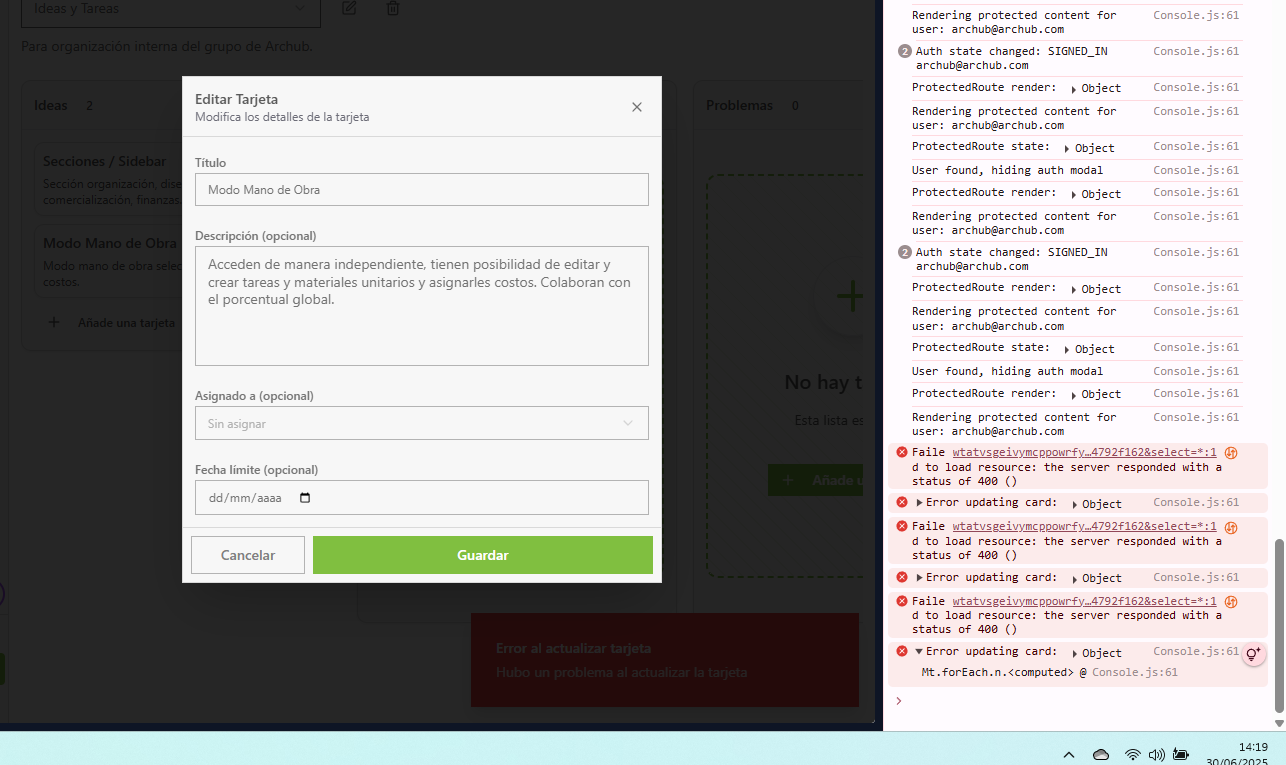 Ideas y Tareas
Para organización interna del grupo de Archub.
Ideas 2
Secciones / Sidebar
Sección organización, dise
comercialización, finanzas.
Modo Mano de Obra
Modo mano de obra selec
costos.
+ Añade una tarjeta
Editar Tarjeta
Modifica los detalles de la tarjeta
Título
Modo Mano de Obra
Descripción (opcional)
Acceden de manera independiente, tienen posibilidad de editar y
crear tareas y materiales unitarios y asignarles costos. Colaboran con
el porcentual global.
Asignado a (opcional)
Sin asignar
Fecha límite (opcional)
dd/mm/aaaa
Cancelar
Guardar
Problemas 0
No hay t
Esta lista es
+ Añade u
Error al actualizar tarjeta
Hubo un problema al actualizar la tarjeta
Rendering protected content for Console.js:61
user: archub@archub.com
2 Auth state changed: SIGNED_IN Console.js:61
archub@archub.com
ProtectedRoute render: Object Console.js:61
Rendering protected content for Console.js:61
user: archub@archub.com
ProtectedRoute state: Object Console.js:61
User found, hiding auth modal Console.js:61
ProtectedRoute render: Object Console.js:61
Rendering protected content for Console.js:61
user: archub@archub.com
2 Auth state changed: SIGNED_IN Console.js:61
archub@archub.com
ProtectedRoute render: Object Console.js:61
Rendering protected content for Console.js:61
user: archub@archub.com
ProtectedRoute state: Object Console.js:61
User found, hiding auth modal Console.js:61
ProtectedRoute render: Object Console.js:61
Rendering protected content for Console.js:61
user: archub@archub.com
Faile wtatvsgeivymcppowrfy…4792f162&select=*:1
d to load resource: the server responded with a
status of 400 ()
Error updating card: Object Console.js:61
Faile wtatvsgeivymcppowrfy…4792f162&select=*:1
d to load resource: the server responded with a
status of 400 ()
Error updating card: Object Console.js:61
Faile wtatvsgeivymcppowrfy…4792f162&select=*:1
d to load resource: the server responded with a
status of 400 ()
Error updating card: Object Console.js:61
Mt.forEach.n.<computed> @ Console.js:61
14:19
30/06/2025